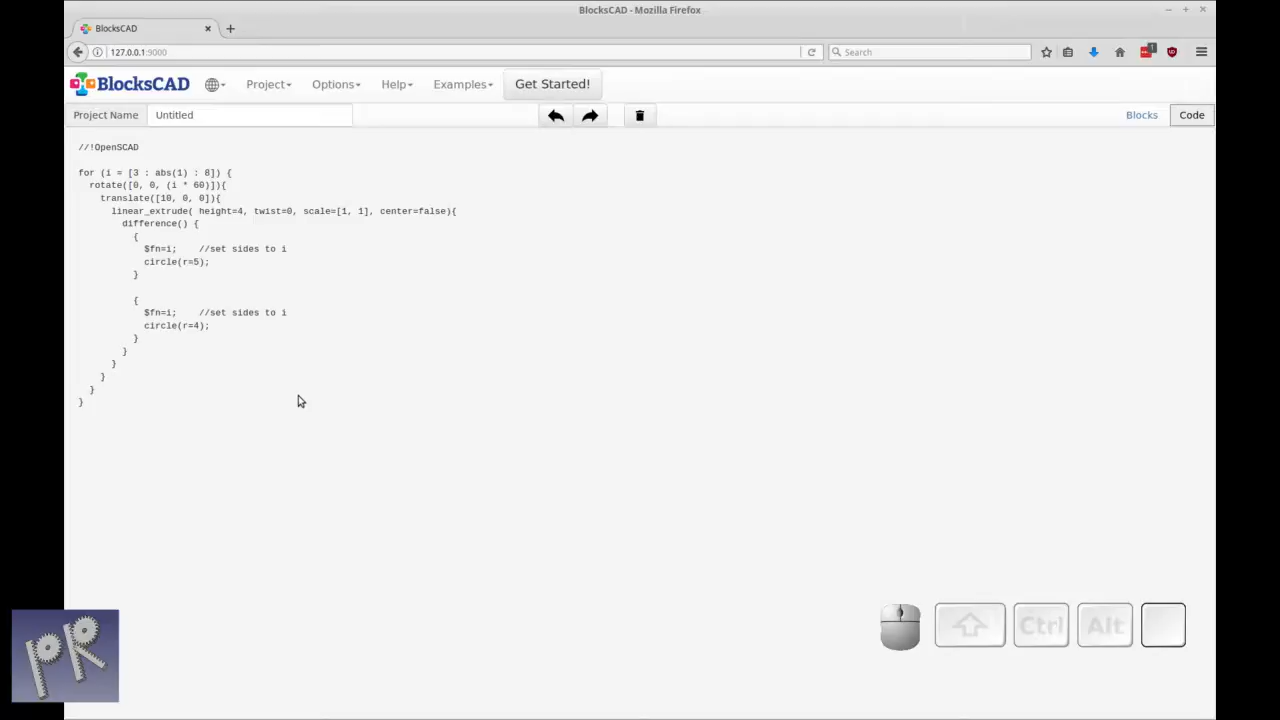 BlocksCAD - Mozilla Firefox
BlocksCAD
127.0.0.1:9000
Search
1
BlocksCAD
Project
Options
Help
Examples
Get Started!
Project Name
Untitled
Blocks
Code
//!OpenSCAD
for (i = [3 : abs(1) : 8]) {
rotate([0, 0, (i * 60)]){
translate([10, 0, 0]){
linear_extrude( height=4, twist=0, scale=[1, 1], center=false){
difference() {
{
$fn=i;    //set sides to i
circle(r=5);
}
{
$fn=i;    //set sides to i
circle(r=4);
}
}
}
}
}
}
PR
Ctrl
Alt